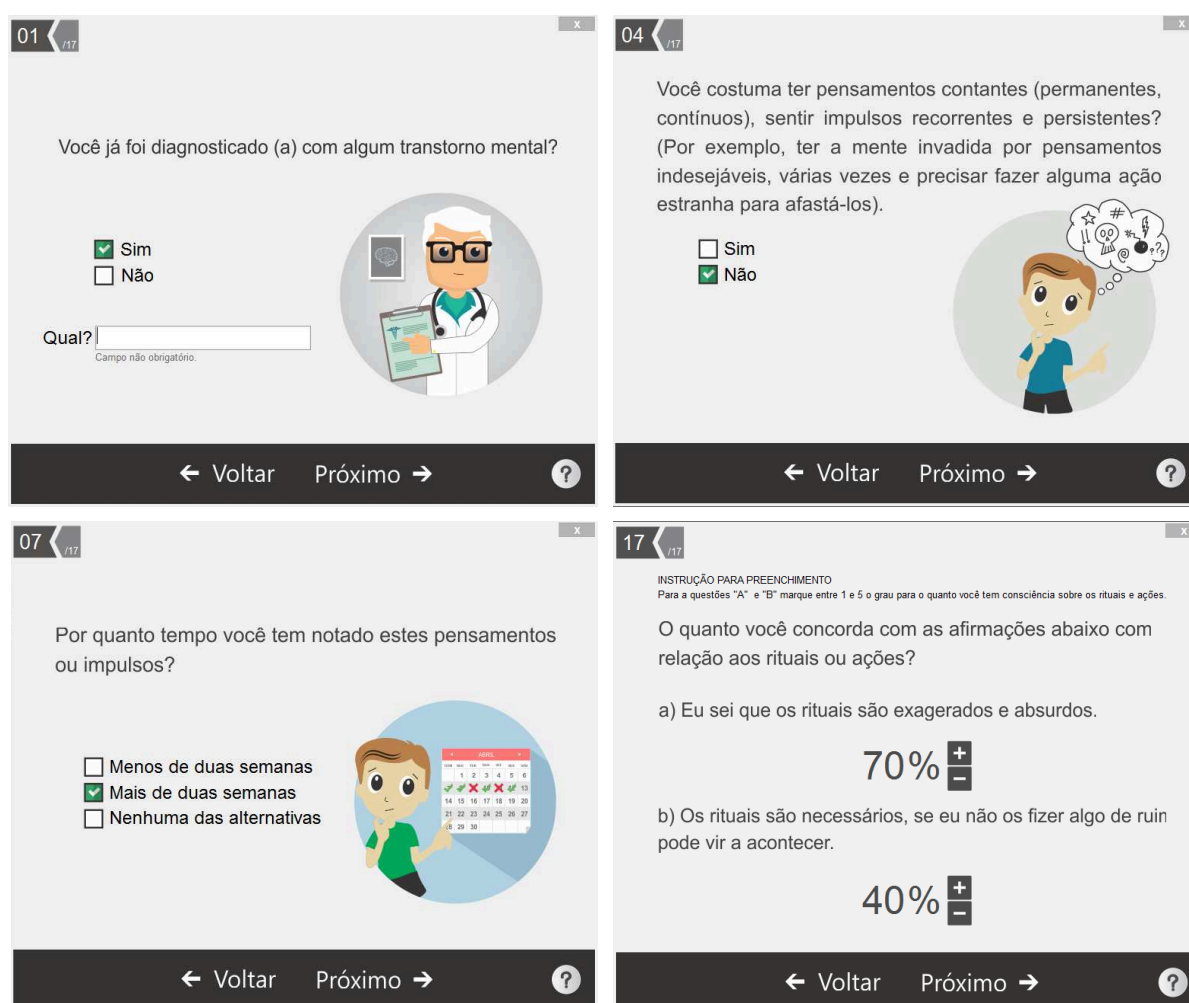 01 /17
x
Você já foi diagnosticado (a) com algum transtorno mental?
Sim
Não
Qual?
Campo não obrigatório.
← Voltar Próximo → ?
04 /17
x
Você costuma ter pensamentos contantes (permanentes,
contínuos), sentir impulsos recorrentes e persistentes?
(Por exemplo, ter a mente invadida por pensamentos
indesejáveis, várias vezes e precisar fazer alguma ação
estranha para afastá-los).
Sim
Não
← Voltar Próximo → ?
07 /17
x
Por quanto tempo você tem notado estes pensamentos
ou impulsos?
Menos de duas semanas
Mais de duas semanas
Nenhuma das alternativas
ABRIL
1 2 3 4 5 6
13
14 15 16 17 18 19 20
21 22 23 24 25 26 27
28 29 30
← Voltar Próximo → ?
17 /17
x
INSTRUÇÃO PARA PREENCHIMENTO
Para a questões "A" e "B" marque entre 1 e 5 o grau para o quanto você tem consciência sobre os rituais e ações.
O quanto você concorda com as afirmações abaixo com
relação aos rituais ou ações?
a) Eu sei que os rituais são exagerados e absurdos.
70% + −
b) Os rituais são necessários, se eu não os fizer algo de ruin
pode vir a acontecer.
40% + −
← Voltar Próximo → ?